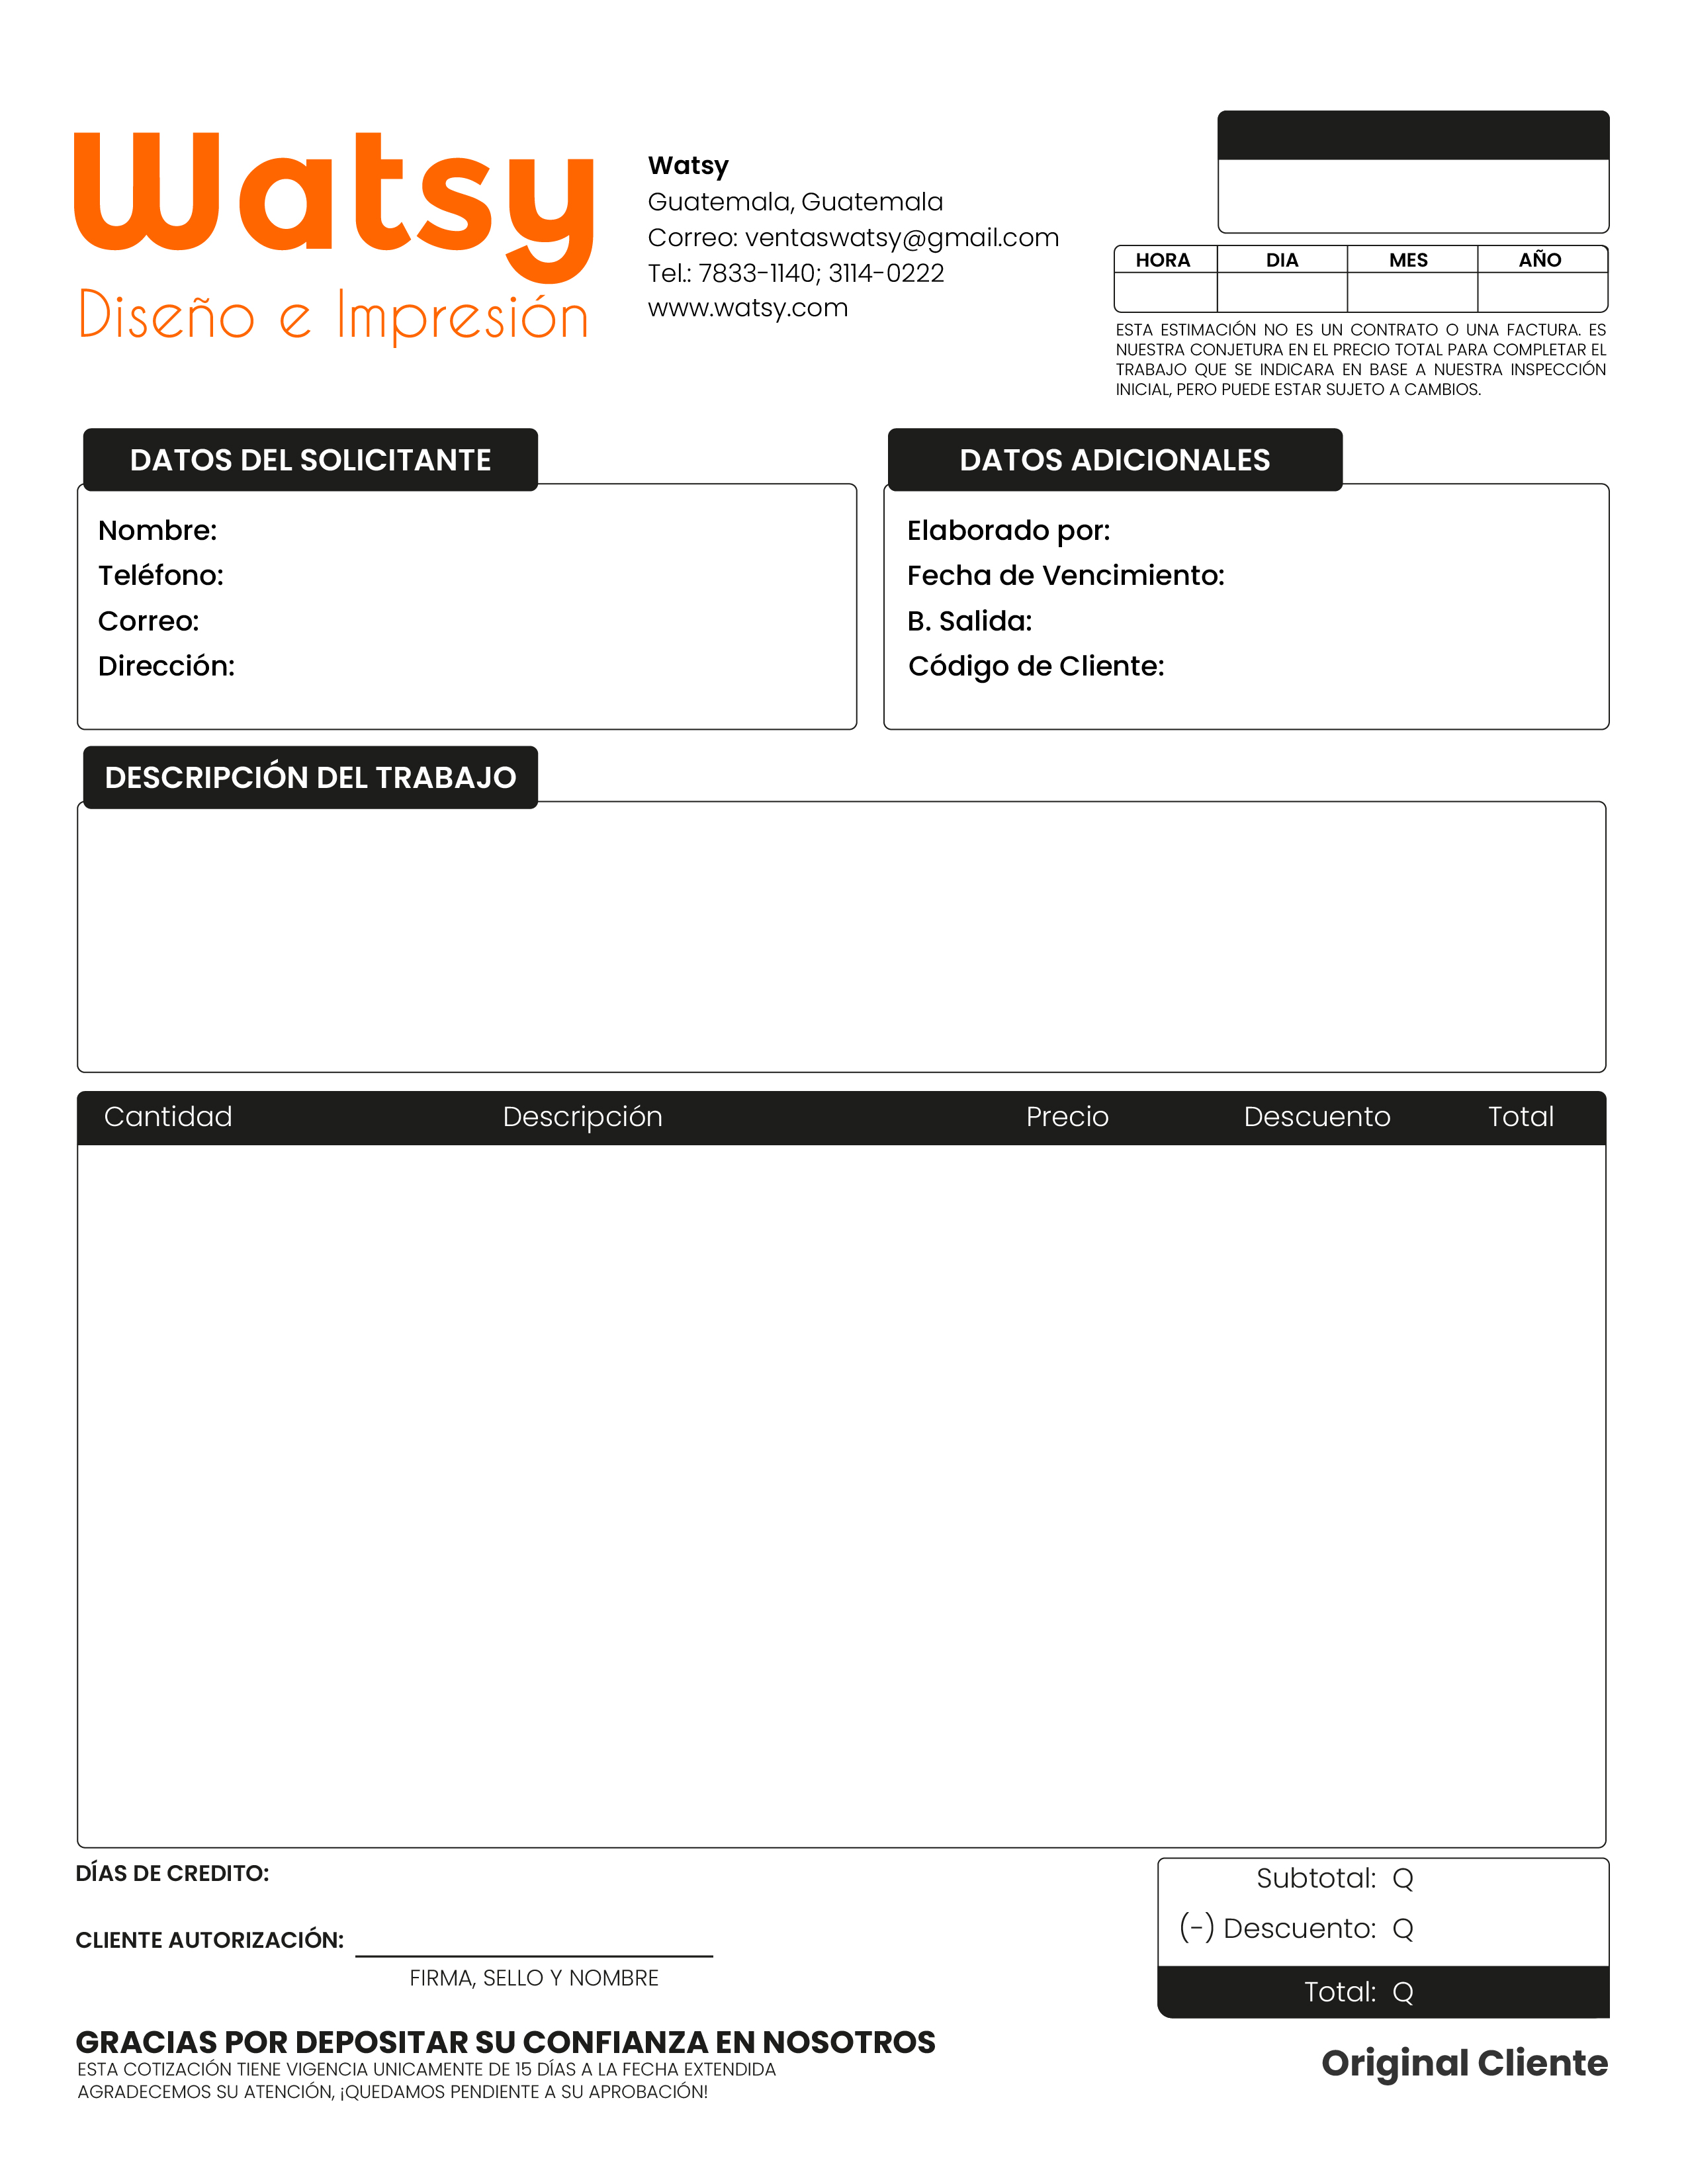 Watsy
Diseño e Impresión
Watsy
Guatemala, Guatemala
Correo: ventaswatsy@gmail.com
Tel.: 7833-1140; 3114-0222
www.watsy.com
HORA DIA MES AÑO
ESTA ESTIMACIÓN NO ES UN CONTRATO O UNA FACTURA. ES
NUESTRA CONJETURA EN EL PRECIO TOTAL PARA COMPLETAR EL
TRABAJO QUE SE INDICARA EN BASE A NUESTRA INSPECCIÓN
INICIAL, PERO PUEDE ESTAR SUJETO A CAMBIOS.
DATOS DEL SOLICITANTE
Nombre:
Teléfono:
Correo:
Dirección:
DATOS ADICIONALES
Elaborado por:
Fecha de Vencimiento:
B. Salida:
Código de Cliente:
DESCRIPCIÓN DEL TRABAJO
Cantidad Descripción Precio Descuento Total
DÍAS DE CREDITO:
CLIENTE AUTORIZACIÓN:
FIRMA, SELLO Y NOMBRE
Subtotal: Q
(-) Descuento: Q
Total: Q
GRACIAS POR DEPOSITAR SU CONFIANZA EN NOSOTROS
ESTA COTIZACIÓN TIENE VIGENCIA UNICAMENTE DE 15 DÍAS A LA FECHA EXTENDIDA
AGRADECEMOS SU ATENCIÓN, ¡QUEDAMOS PENDIENTE A SU APROBACIÓN!
Original Cliente